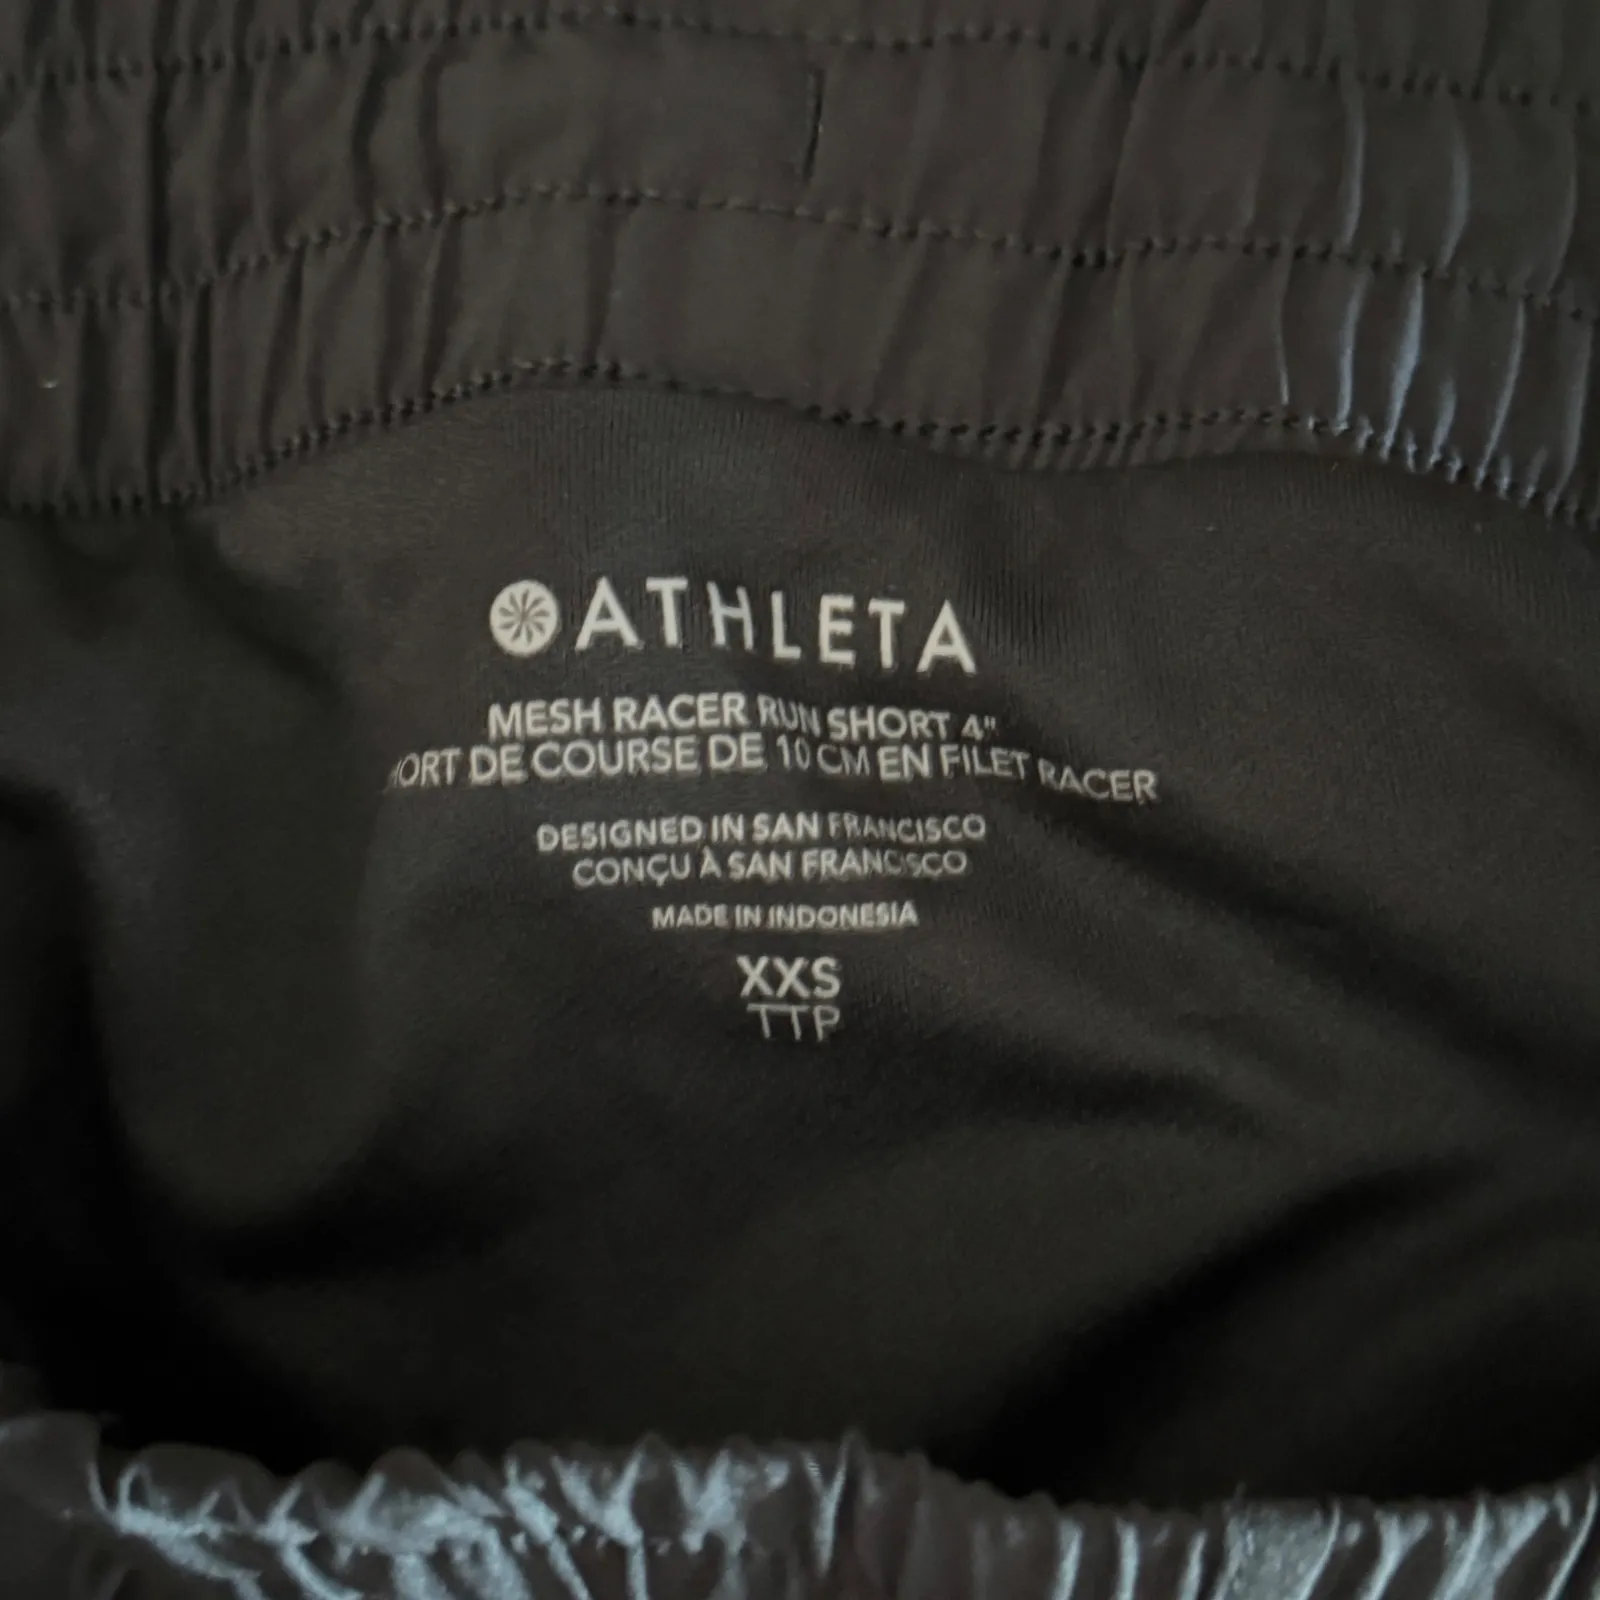 ATHLETA
MESH RACER RUN SHORT 4"
HORT DE COURSE DE 10 CM EN FILET RACER
DESIGNED IN SAN FRANCISCO
CONÇU À SAN FRANCISCO
MADE IN INDONESIA
XXS
TTP